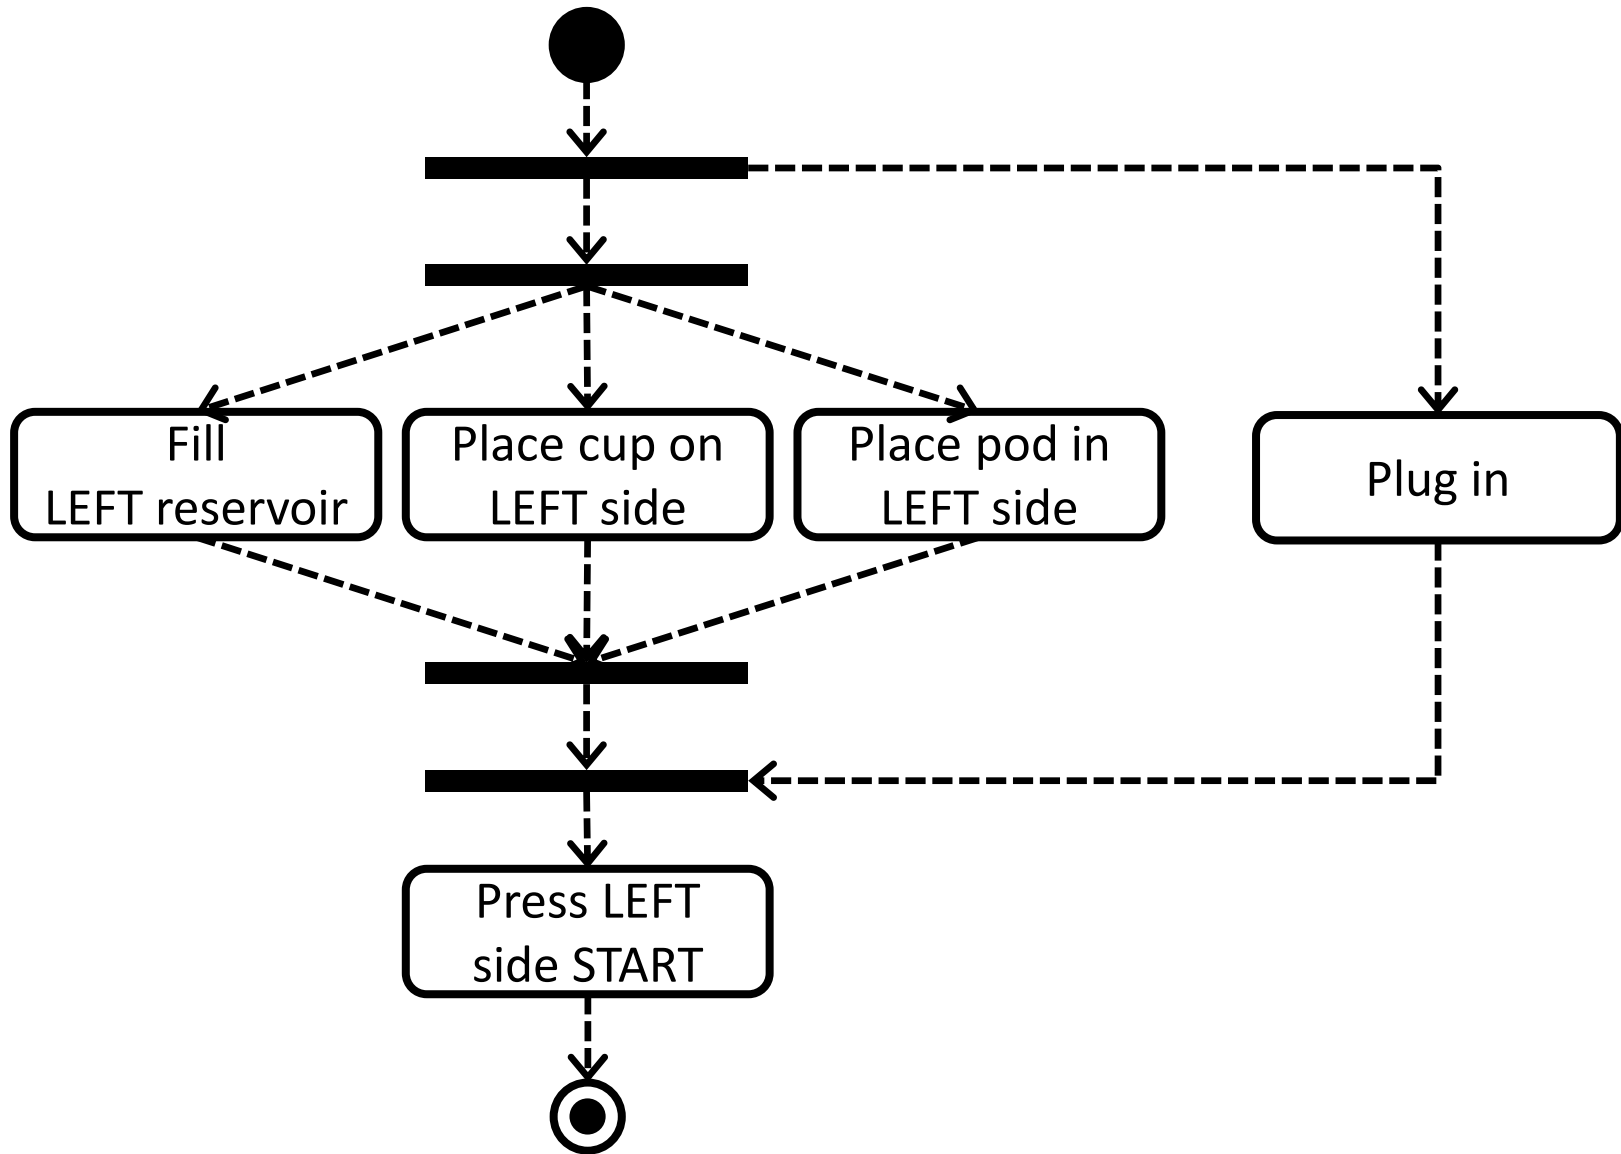 Fill
LEFT reservoir
Place cup on
LEFT side
Place pod in
LEFT side
Plug in
Press LEFT
side START